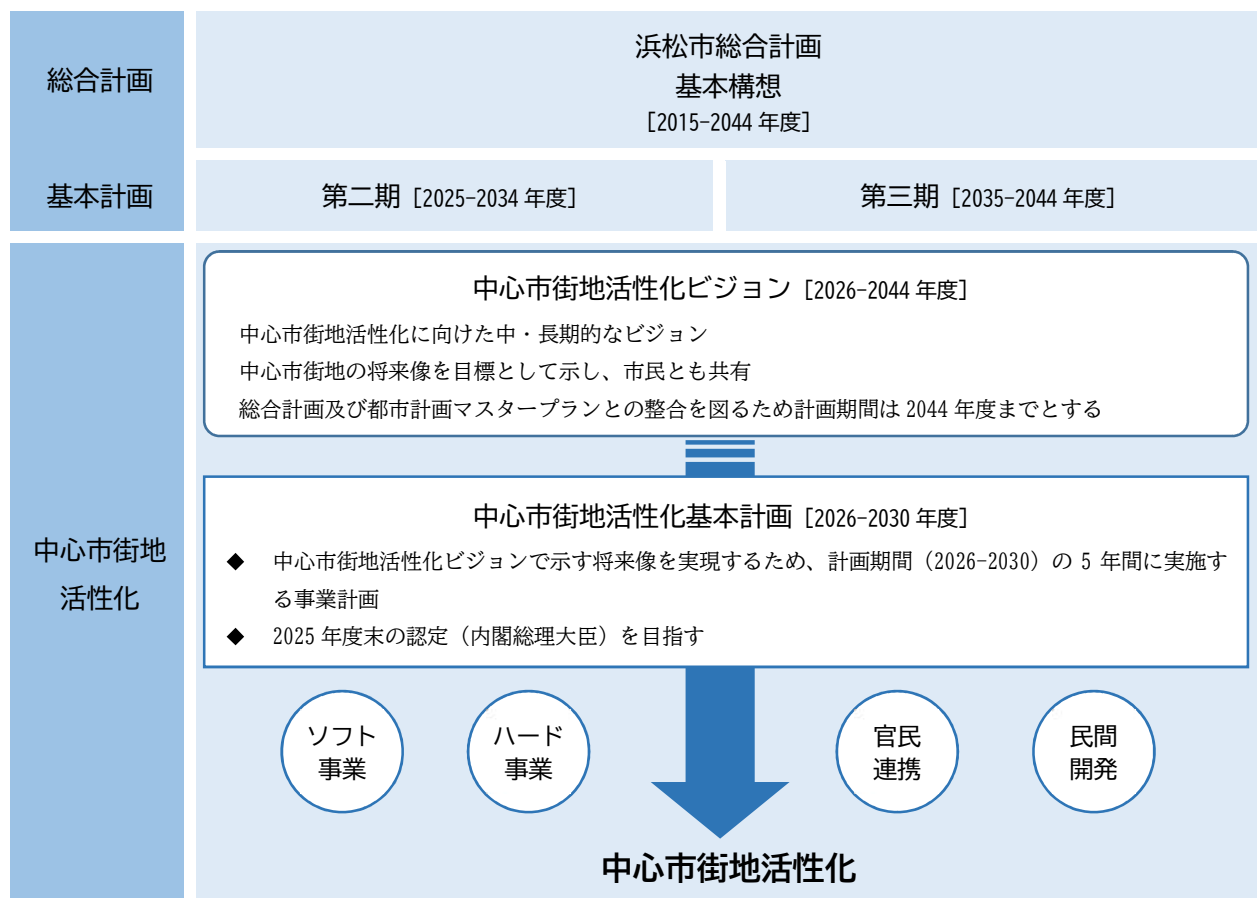 総合計画
浜松市総合計画
基本構想
[2015-2044 年度]
基本計画
第二期 [2025-2034 年度]
第三期 [2035-2044 年度]
中心市街地
活性化
中心市街地活性化ビジョン [2026-2044 年度]
中心市街地活性化に向けた中・長期的なビジョン
中心市街地の将来像を目標として示し、市民とも共有
総合計画及び都市計画マスタープランとの整合を図るため計画期間は 2044 年度までとする
中心市街地活性化基本計画 [2026-2030 年度]
◆ 中心市街地活性化ビジョンで示す将来像を実現するため、計画期間（2026-2030）の 5 年間に実施す
る事業計画
◆ 2025 年度末の認定（内閣総理大臣）を目指す
ソフト
事業
ハード
事業
官民
連携
民間
開発
中心市街地活性化